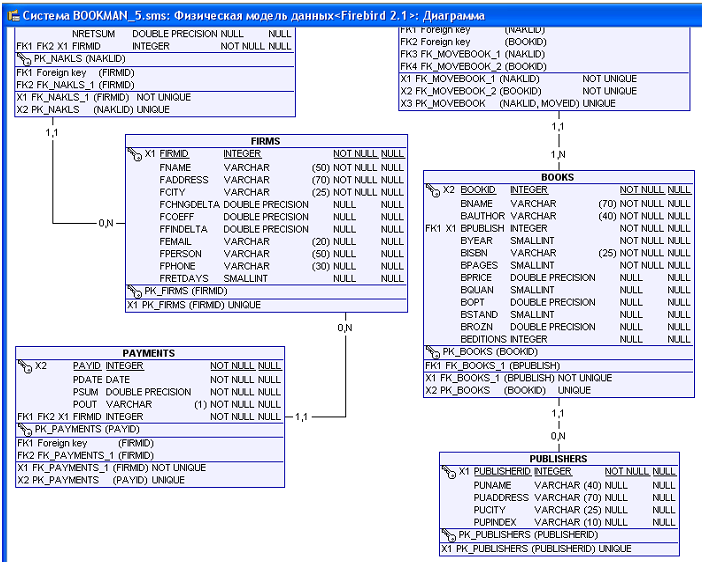 Система BOOKMAN_5.sms: Физическая модель данных<Firebird 2.1>: Диаграмма
NRETSUM DOUBLE PRECISION NULL NULL
FK1 FK2 X1 FIRMID INTEGER NOT NULL NULL
PK_NAKLS (NAKLID)
FK1 Foreign key (FIRMID)
FK2 FK_NAKLS_1 (FIRMID)
X1 FK_NAKLS_1 (FIRMID) NOT UNIQUE
X2 PK_NAKLS (NAKLID) UNIQUE
FK1 Foreign key (NAKLID)
FK2 Foreign key (BOOKID)
FK3 FK_MOVEBOOK_1 (NAKLID)
FK4 FK_MOVEBOOK_2 (BOOKID)
X1 FK_MOVEBOOK_1 (NAKLID) NOT UNIQUE
X2 FK_MOVEBOOK_2 (BOOKID) NOT UNIQUE
X3 PK_MOVEBOOK (NAKLID, MOVEID) UNIQUE
1,1
0,N
1,1
1,N
FIRMS
X1 FIRMID INTEGER NOT NULL NULL
FNAME VARCHAR (50) NOT NULL NULL
FADDRESS VARCHAR (70) NOT NULL NULL
FCITY VARCHAR (25) NOT NULL NULL
FCHNGDELTA DOUBLE PRECISION NULL NULL
FCOEFF DOUBLE PRECISION NULL NULL
FFINDELTA DOUBLE PRECISION NULL NULL
FEMAIL VARCHAR (20) NULL NULL
FPERSON VARCHAR (50) NULL NULL
FPHONE VARCHAR (30) NULL NULL
FRETDAYS SMALLINT NULL NULL
PK_FIRMS (FIRMID)
X1 PK_FIRMS (FIRMID) UNIQUE
BOOKS
X2 BOOKID INTEGER NOT NULL NULL
BNAME VARCHAR (70) NOT NULL NULL
BAUTHOR VARCHAR (40) NOT NULL NULL
FK1 X1 BPUBLISH INTEGER NOT NULL NULL
BYEAR SMALLINT NOT NULL NULL
BISBN VARCHAR (25) NOT NULL NULL
BPAGES SMALLINT NOT NULL NULL
BPRICE DOUBLE PRECISION NULL NULL
BQUAN SMALLINT NULL NULL
BOPT DOUBLE PRECISION NULL NULL
BSTAND SMALLINT NULL NULL
BROZN DOUBLE PRECISION NULL NULL
BEDITIONS INTEGER NULL NULL
PK_BOOKS (BOOKID)
FK1 FK_BOOKS_1 (BPUBLISH)
X1 FK_BOOKS_1 (BPUBLISH) NOT UNIQUE
X2 PK_BOOKS (BOOKID) UNIQUE
0,N
1,1
PAYMENTS
X2 PAYID INTEGER NOT NULL NULL
PDATE DATE NOT NULL NULL
PSUM DOUBLE PRECISION NOT NULL NULL
POUT VARCHAR (1) NOT NULL NULL
FK1 FK2 X1 FIRMID INTEGER NOT NULL NULL
PK_PAYMENTS (PAYID)
FK1 Foreign key (FIRMID)
FK2 FK_PAYMENTS_1 (FIRMID)
X1 FK_PAYMENTS_1 (FIRMID) NOT UNIQUE
X2 PK_PAYMENTS (PAYID) UNIQUE
1,1
0,N
PUBLISHERS
X1 PUBLISHERID INTEGER NOT NULL NULL
PUNAME VARCHAR (40) NULL NULL
PUADDRESS VARCHAR (70) NULL NULL
PUCITY VARCHAR (25) NULL NULL
PUPINDEX VARCHAR (10) NULL NULL
PK_PUBLISHERS (PUBLISHERID)
X1 PK_PUBLISHERS (PUBLISHERID) UNIQUE